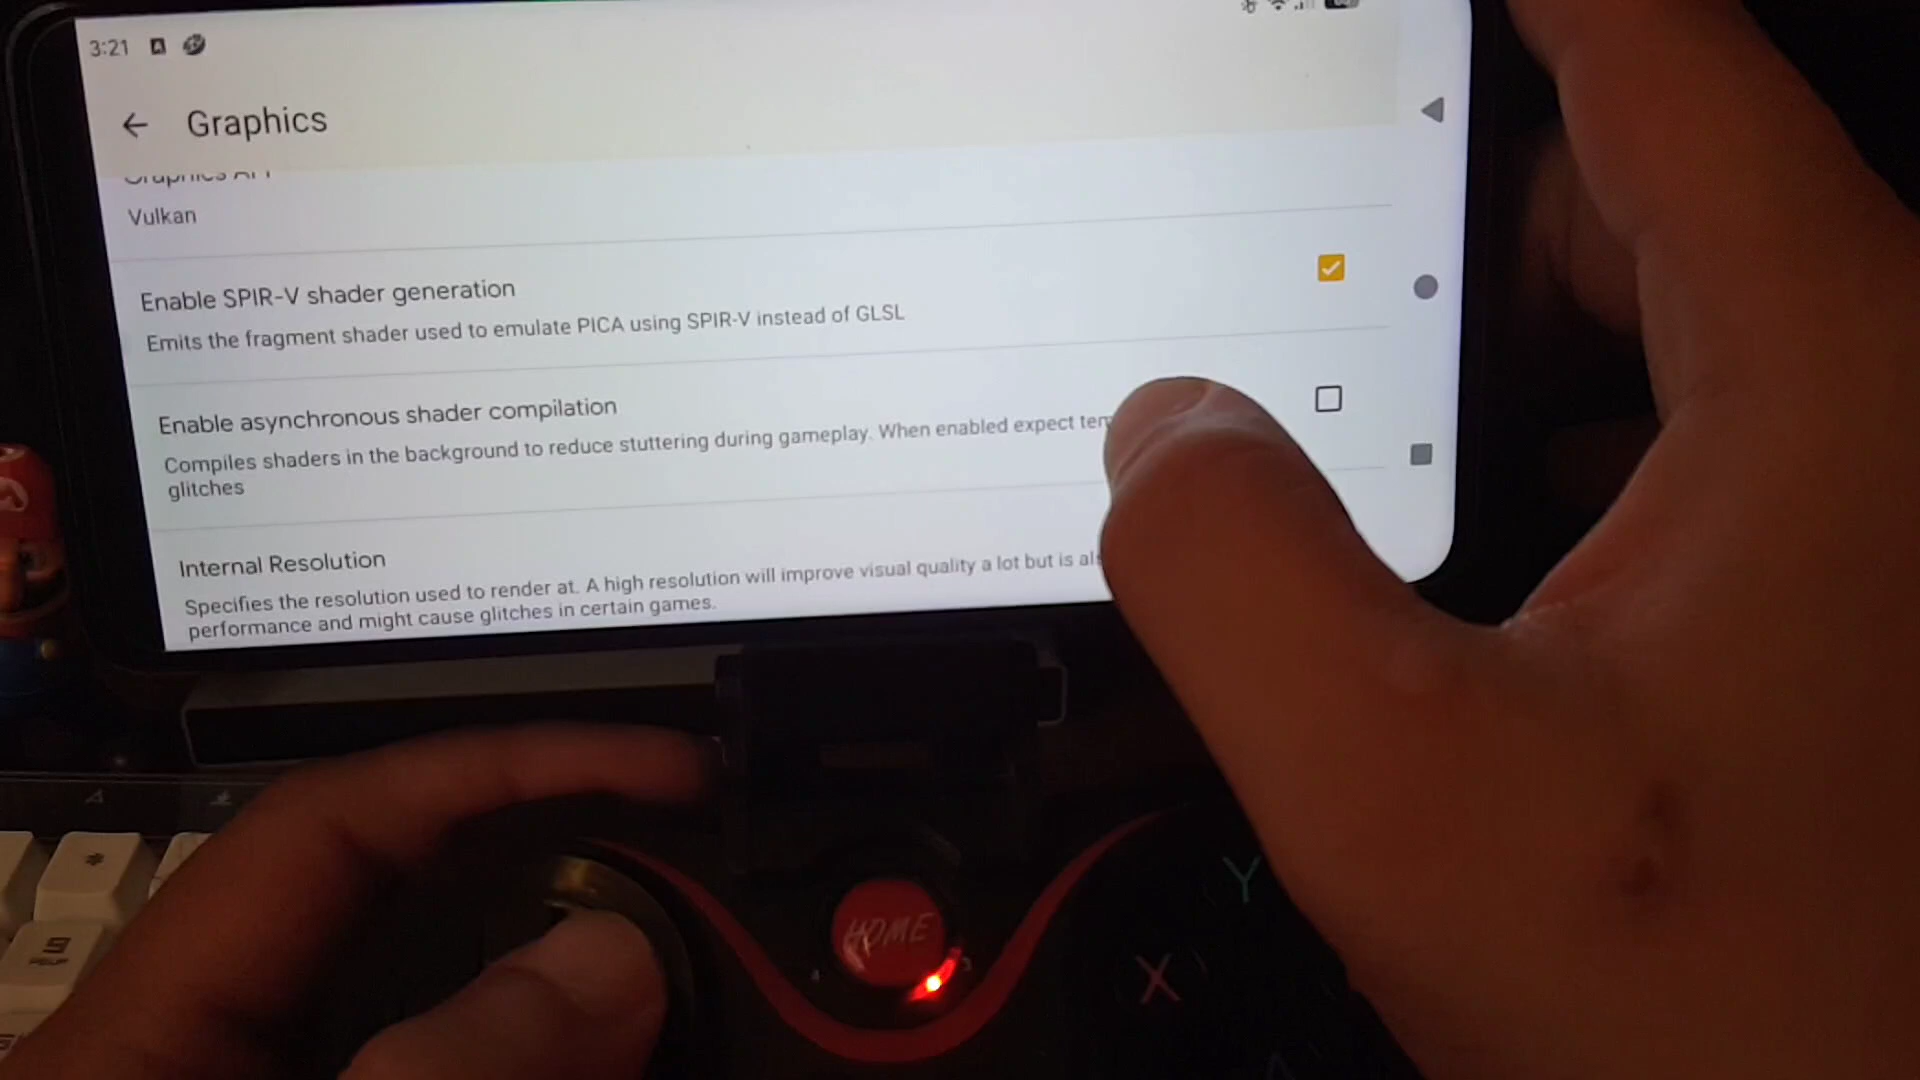 3:21
Graphics
Graphics API
Vulkan
Enable SPIR-V shader generation
Emits the fragment shader used to emulate PICA using SPIR-V instead of GLSL
Enable asynchronous shader compilation
Compiles shaders in the background to reduce stuttering during gameplay. When enabled expect
glitches
Internal Resolution
Specifies the resolution used to render at. A high resolution will improve visual quality a lot but is
performance and might cause glitches in certain games.
HOME
Y
X